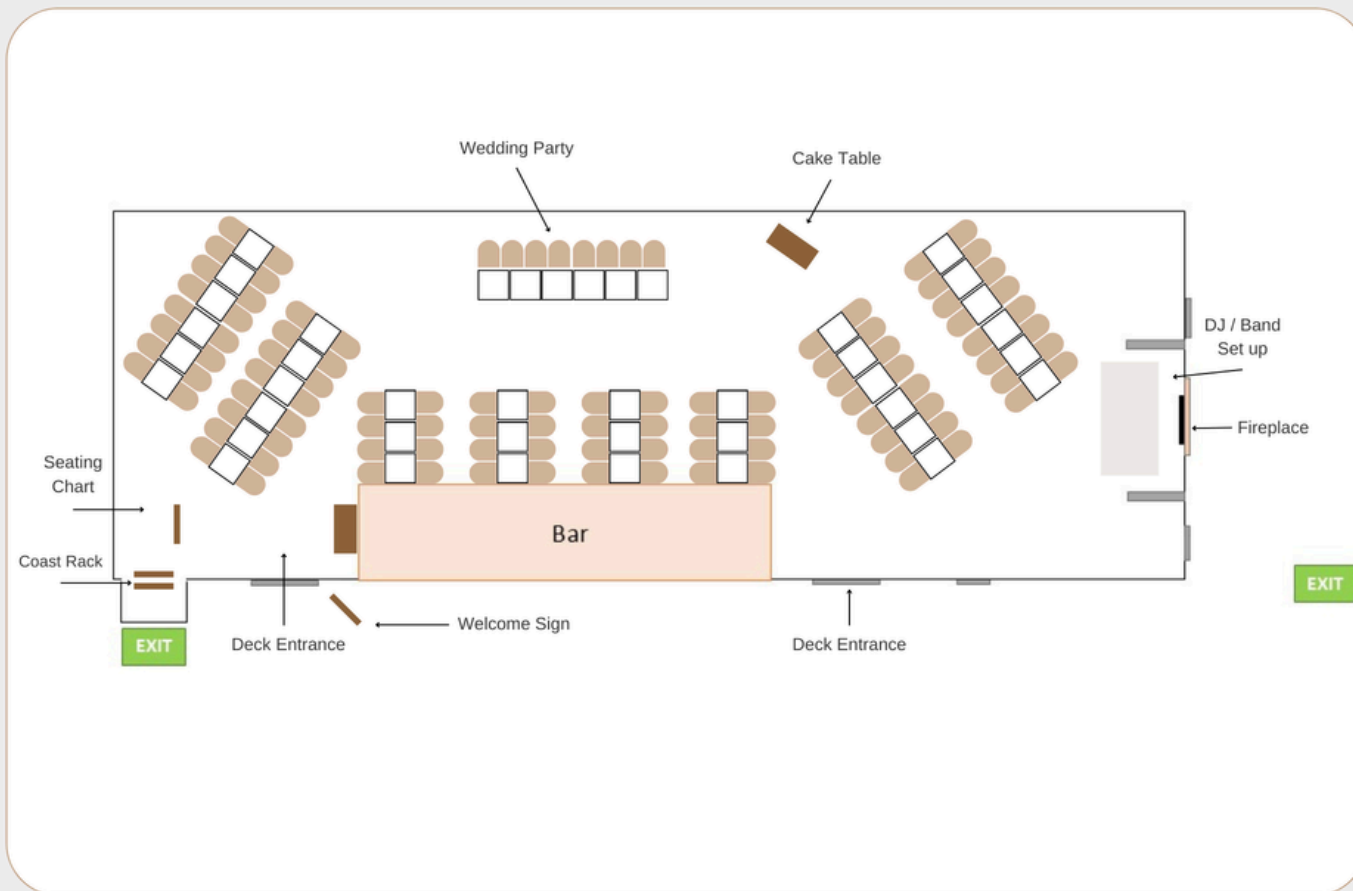 Wedding Party
Cake Table
DJ / Band
Set up
Fireplace
Seating
Chart
Bar
Coast Rack
EXIT
Welcome Sign
EXIT
Deck Entrance
Deck Entrance